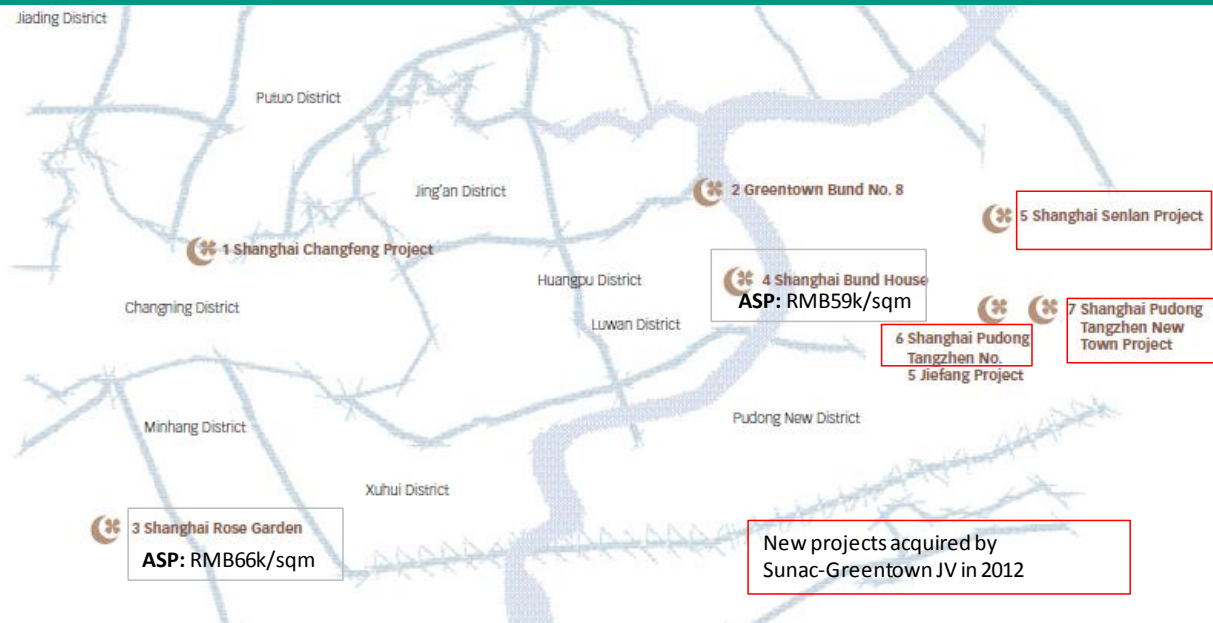 Jiading District
Putuo District
Jing'an District
2 Greentown Bund No. 8
5 Shanghai Senlan Project
1 Shanghai Changfeng Project
Huangpu District
4 Shanghai Bund House
ASP: RMB59k/sqm
Changning District
Luwan District
6 Shanghai Pudong
Tangzhen No.
5 Jiefang Project
7 Shanghai Pudong
Tangzhen New
Town Project
Minhang District
Pudong New District
Xuhui District
3 Shanghai Rose Garden
ASP: RMB66k/sqm
New projects acquired by
Sunac-Greentown JV in 2012